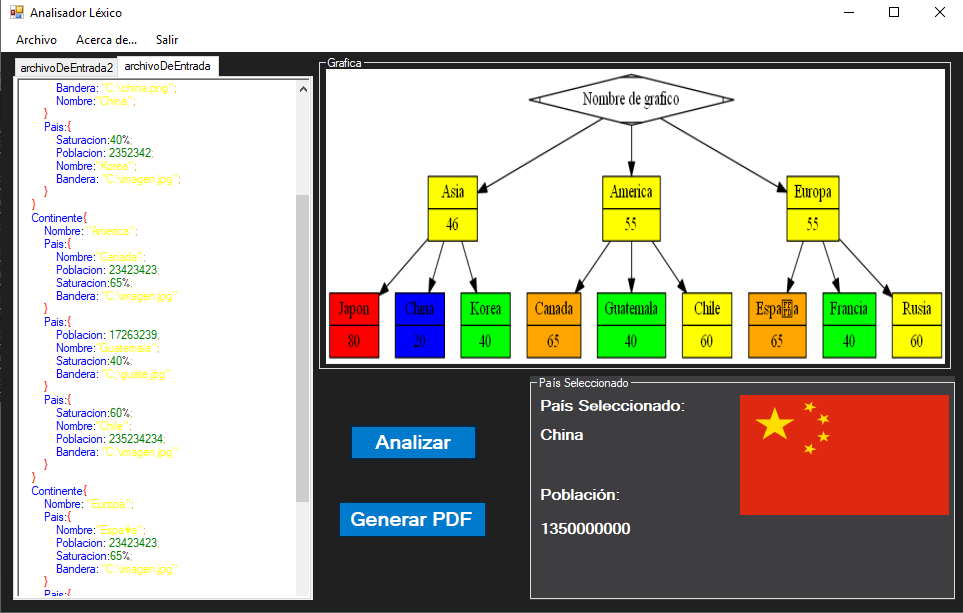 Analisador Léxico
Archivo Acerca de... Salir
archivoDeEntrada2 archivoDeEntrada
Bandera:"C:\china.png";
Nombre:"China";
}
Pais:{
Saturacion:40%;
Poblacion: 2352342;
Nombre:"Korea";
Bandera: "C:\imagen.jpg";
}
}
Continente{
Nombre: "America";
Pais:{
Nombre:"Canada";
Poblacion: 23423423;
Saturacion:65%;
Bandera: "C:\imagen.jpg"
}
Pais:{
Poblacion: 17263239;
Nombre:"Guatemala";
Saturacion:40%;
Bandera: "C:\guate.jpg"
}
Pais:{
Saturacion:60%;
Nombre:"Chile";
Poblacion: 235234234;
Bandera: "C:\imagen.jpg"
}
}
Continente{
Nombre: "Europa";
Pais:{
Nombre:"Espa�a";
Poblacion: 23423423;
Saturacion:65%;
Bandera: "C:\imagen.jpg"
}
Pais:{
Grafica
Nombre de grafico
Asia America Europa
46 55 55
Japon China Korea Canada Guatemala Chile Espa�a Francia Rusia
80 20 40 65 40 60 65 40 60
Analizar
Generar PDF
País Seleccionado
País Seleccionado:
China
Población:
1350000000